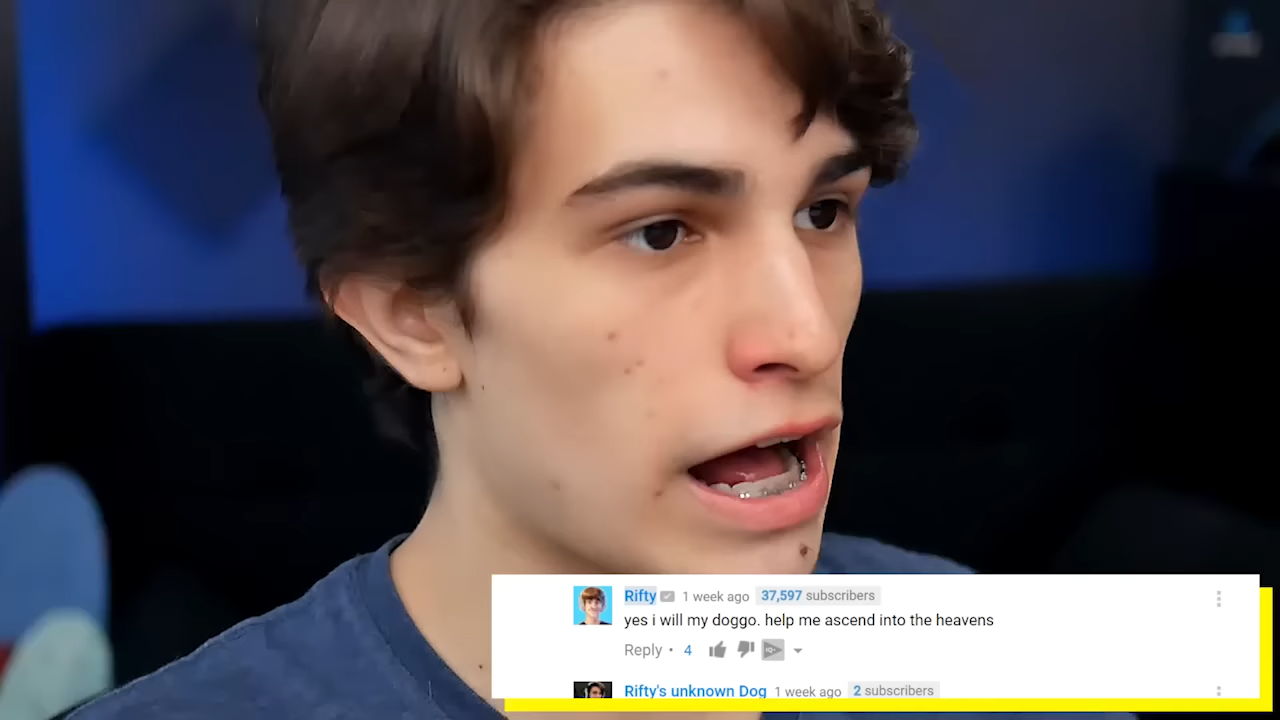 Rifty 1 week ago 37,597 subscribers
yes i will my doggo. help me ascend into the heavens
Reply • 4
Rifty's unknown Dog 1 week ago 2 subscribers